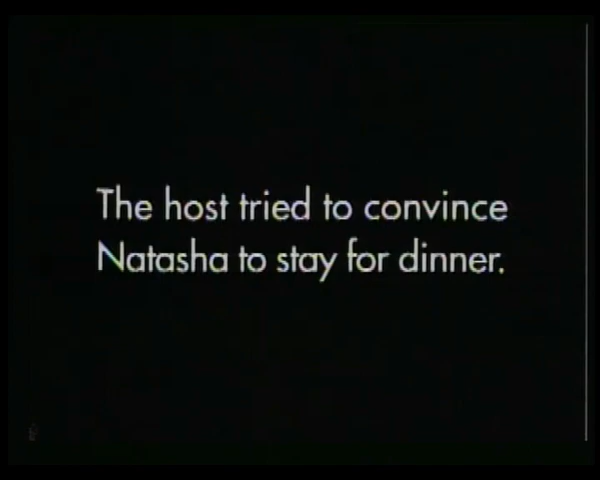 The host tried to convince
Natasha to stay for dinner.